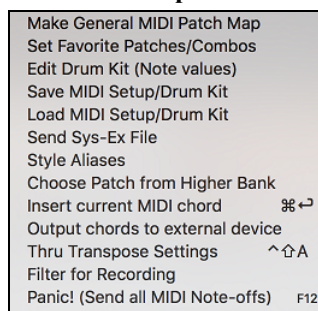 Make General MIDI Patch Map
Set Favorite Patches/Combos
Edit Drum Kit (Note values)
Save MIDI Setup/Drum Kit
Load MIDI Setup/Drum Kit
Send Sys-Ex File
Style Aliases
Choose Patch from Higher Bank
Insert current MIDI chord ⌘↩
Output chords to external device
Thru Transpose Settings ^⇧A
Filter for Recording
Panic! (Send all MIDI Note-offs) F12